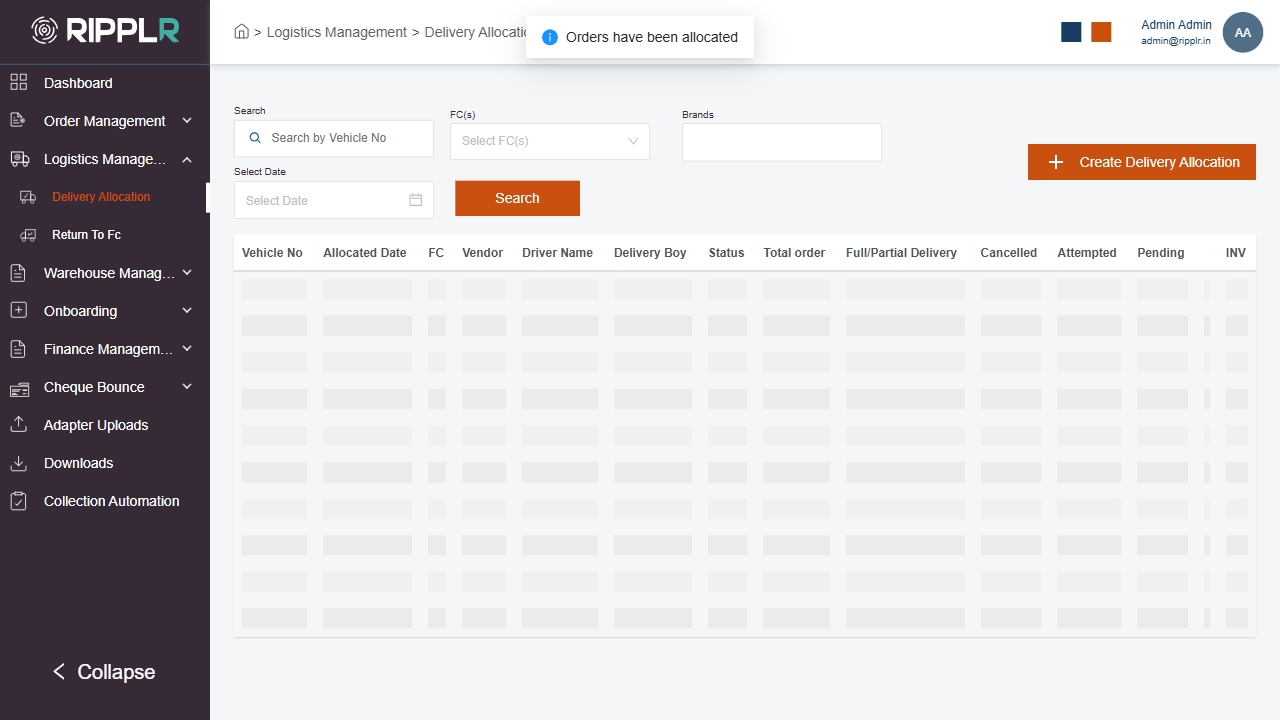 RIPPLR
> Logistics Management > Delivery Allocatio
Orders have been allocated
Admin Admin
admin@ripplr.in
AA
Dashboard
Order Management
Logistics Manage...
Delivery Allocation
Return To Fc
Warehouse Manag...
Onboarding
Finance Managem...
Cheque Bounce
Adapter Uploads
Downloads
Collection Automation
< Collapse
Search
Search by Vehicle No
FC(s)
Select FC(s)
Brands
Select Date
Select Date
Search
+ Create Delivery Allocation
Vehicle No Allocated Date FC Vendor Driver Name Delivery Boy Status Total order Full/Partial Delivery Cancelled Attempted Pending INV